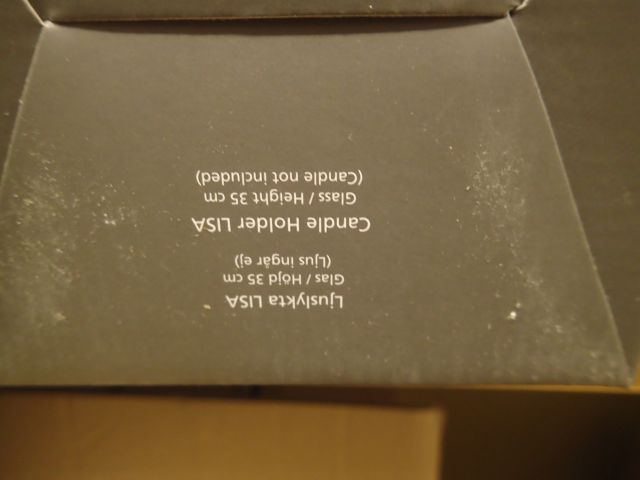 Ljuslykta LISA
Glas / Höjd 35 cm
(Ljus ingår ej)
Candle Holder LISA
Glass / Height 35 cm
(Candle not included)